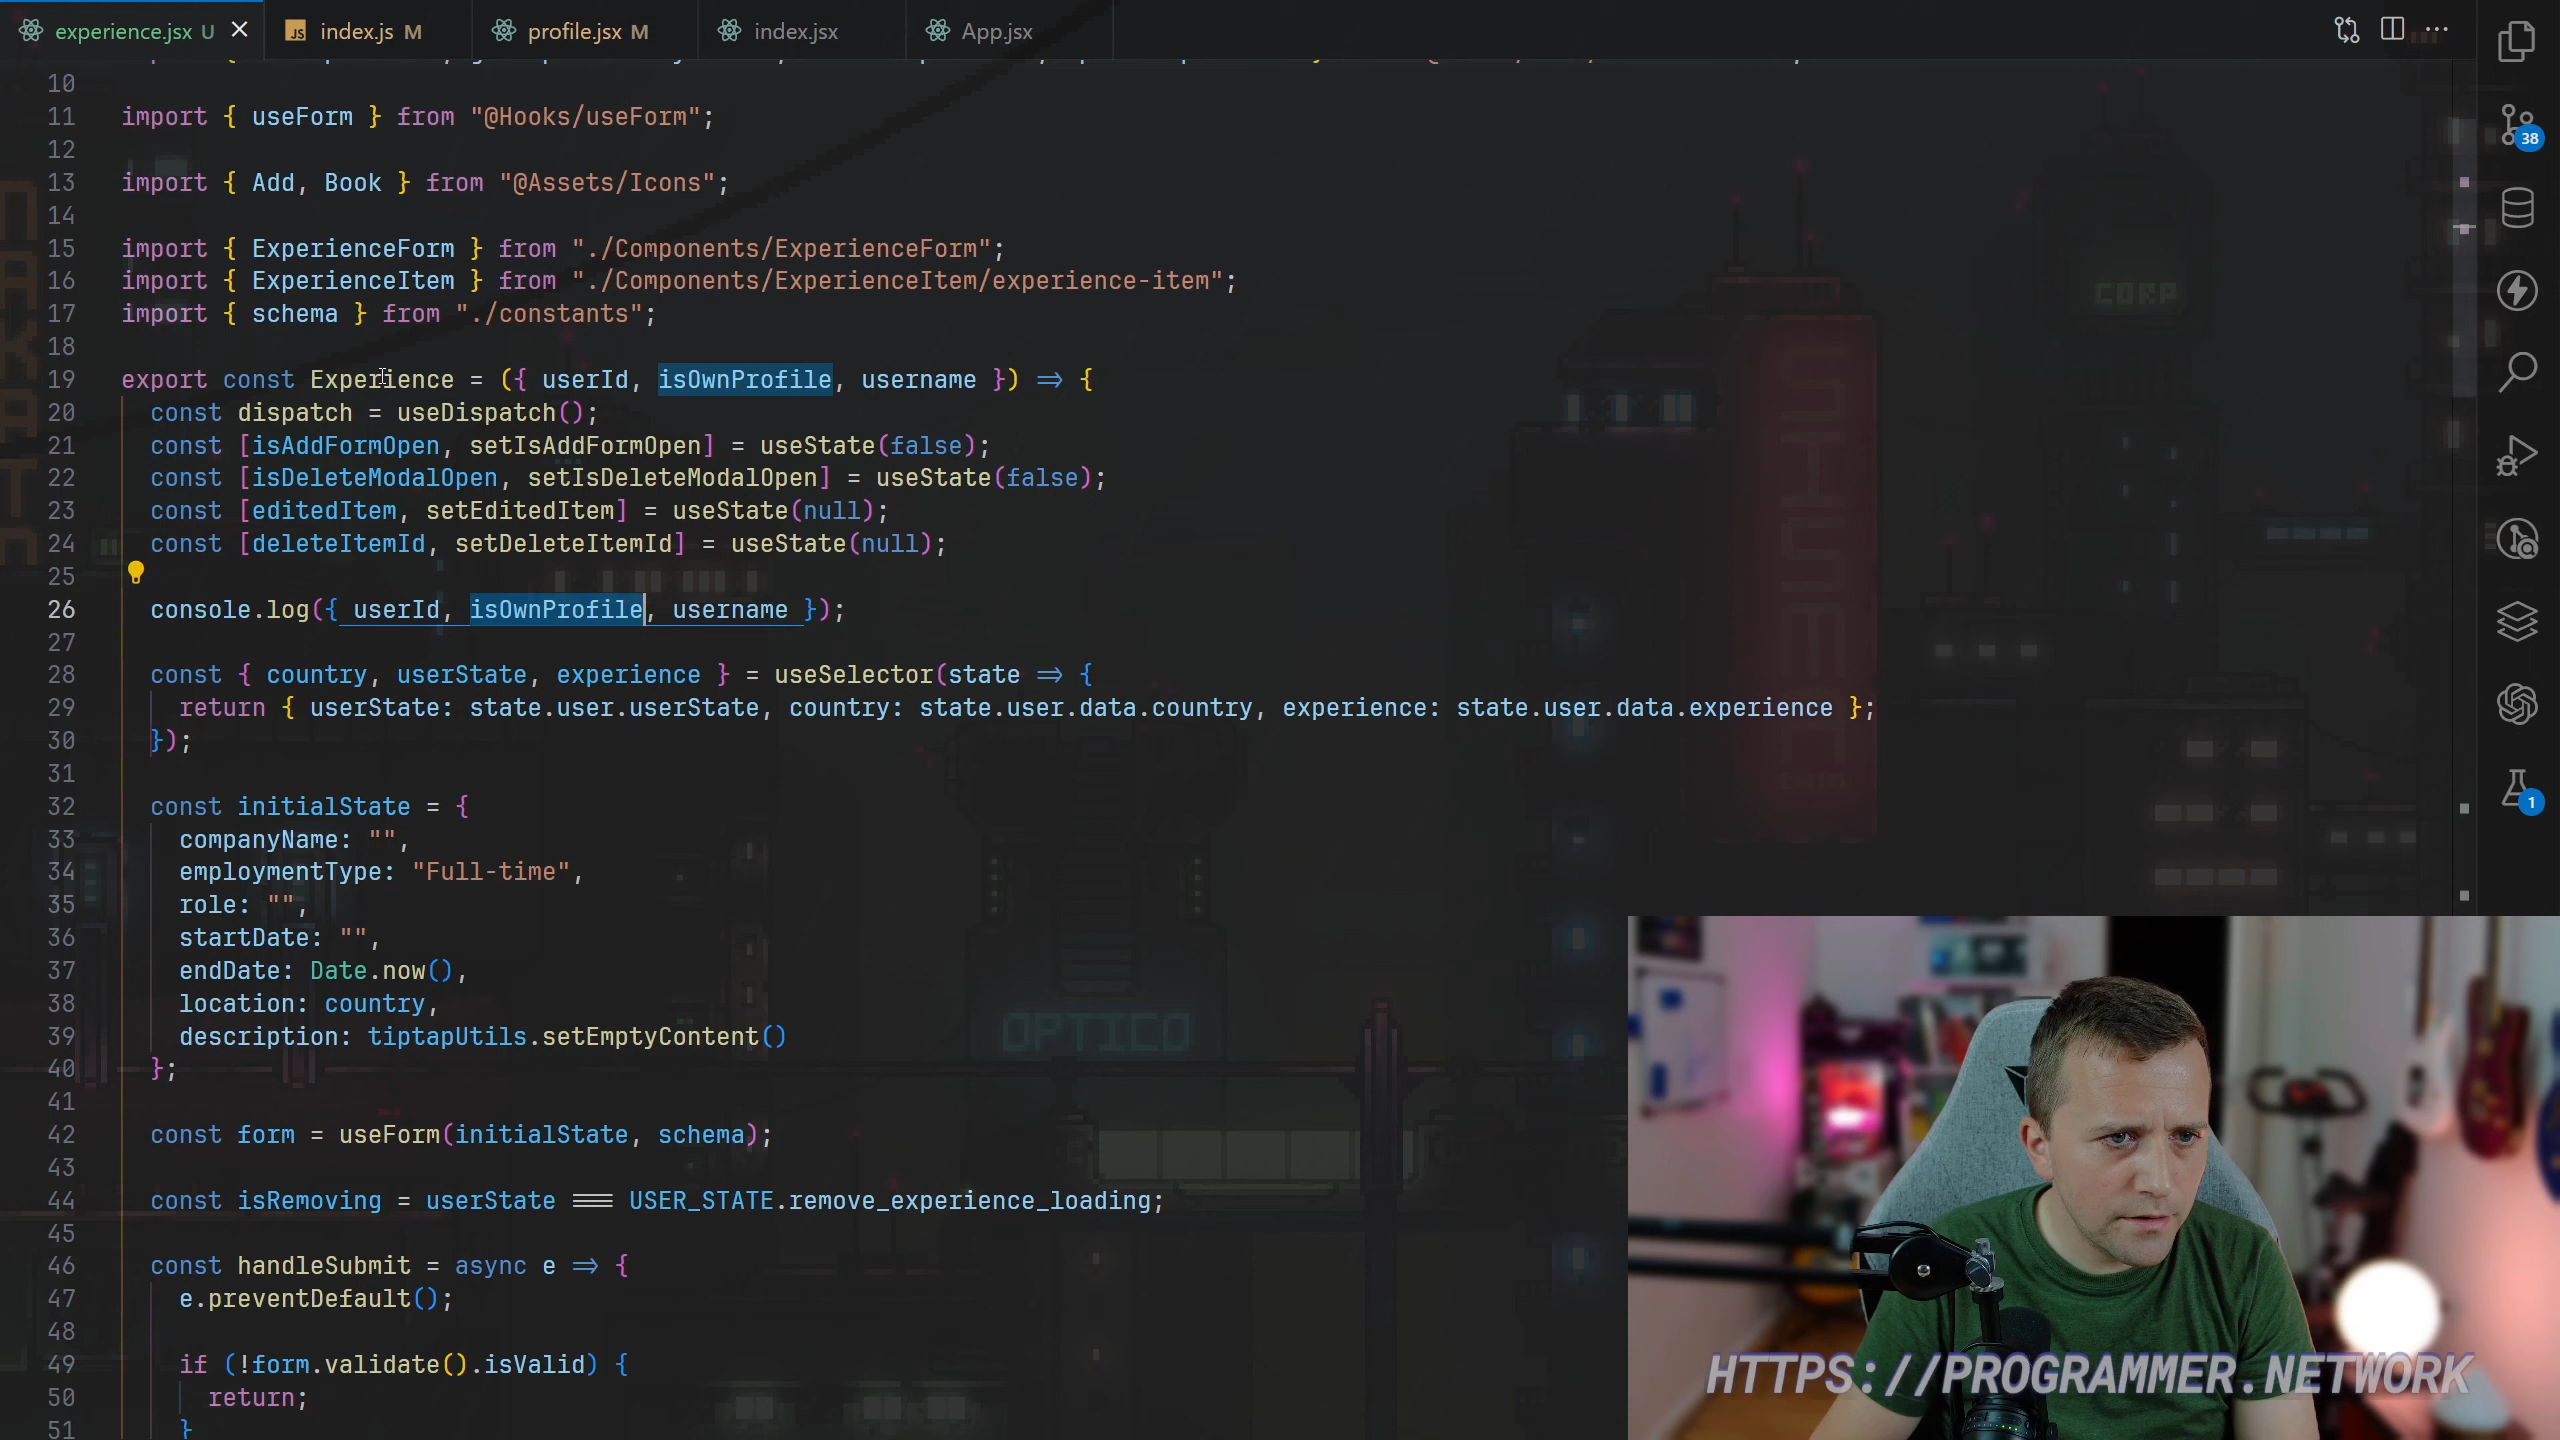 experience.jsx U
JS index.js M
profile.jsx M
index.jsx
App.jsx
10
11 import { useForm } from "@Hooks/useForm";
12
13 import { Add, Book } from "@Assets/Icons";
14
15 import { ExperienceForm } from "./Components/ExperienceForm";
16 import { ExperienceItem } from "./Components/ExperienceItem/experience-item";
17 import { schema } from "./constants";
18
19 export const Experience = ({ userId, isOwnProfile, username }) => {
20 const dispatch = useDispatch();
21 const [isAddFormOpen, setIsAddFormOpen] = useState(false);
22 const [isDeleteModalOpen, setIsDeleteModalOpen] = useState(false);
23 const [editedItem, setEditedItem] = useState(null);
24 const [deleteItemId, setDeleteItemId] = useState(null);
25
26 console.log({ userId, isOwnProfile, username });
27
28 const { country, userState, experience } = useSelector(state => {
29 return { userState: state.user.userState, country: state.user.data.country, experience: state.user.data.experience };
30 });
31
32 const initialState = {
33 companyName: "",
34 employmentType: "Full-time",
35 role: "",
36 startDate: "",
37 endDate: Date.now(),
38 location: country,
39 description: tiptapUtils.setEmptyContent()
40 };
41
42 const form = useForm(initialState, schema);
43
44 const isRemoving = userState === USER_STATE.remove_experience_loading;
45
46 const handleSubmit = async e => {
47 e.preventDefault();
48
49 if (!form.validate().isValid) {
50 return;
51 }
38
1
CORP
OPTICO
HTTPS://PROGRAMMER.NETWORK